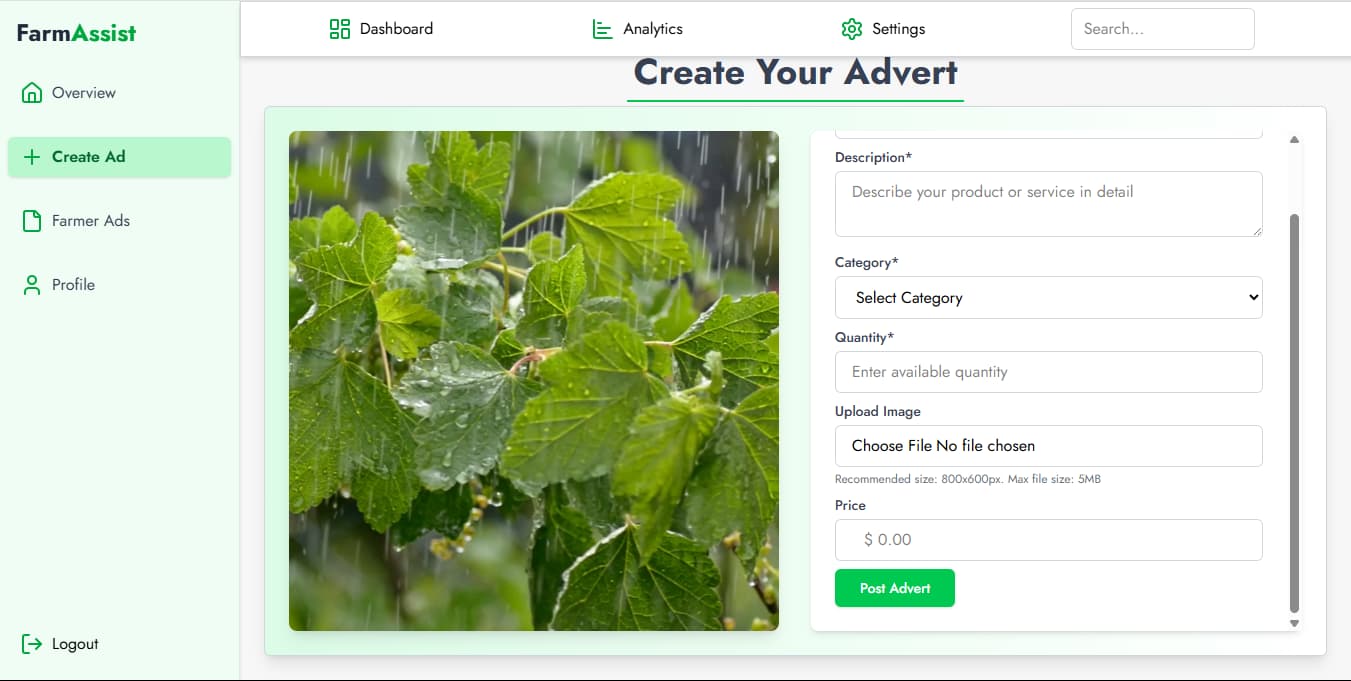 FarmAssist
Dashboard
Analytics
Settings
Search...
Overview
Create Ad
Farmer Ads
Profile
Logout
Create Your Advert
Description*
Describe your product or service in detail
Category*
Select Category
Quantity*
Enter available quantity
Upload Image
Choose File No file chosen
Recommended size: 800x600px. Max file size: 5MB
Price
$ 0.00
Post Advert